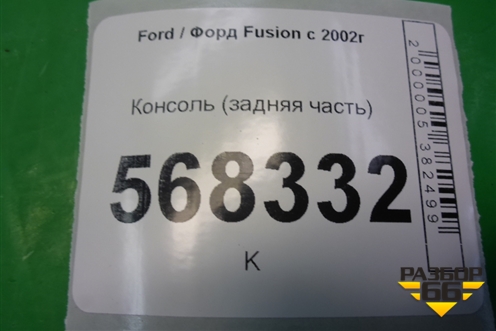 Ford / Форд Fusion с 2002г
Консоль (задняя часть)
568332
К
2000005382499
РАЗБОР
66